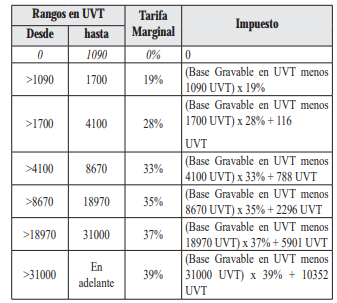 Rangos en UVT Tarifa Marginal Impuesto
Desde hasta
0 1090 0% 0
>1090 1700 19% (Base Gravable en UVT menos
1090 UVT) x 19%
>1700 4100 28% (Base Gravable en UVT menos
1700 UVT) x 28% + 116
UVT
>4100 8670 33% (Base Gravable en UVT menos
4100 UVT) x 33% + 788 UVT
>8670 18970 35% (Base Gravable en UVT menos
8670 UVT) x 35% + 2296 UVT
>18970 31000 37% (Base Gravable en UVT menos
18970 UVT) x 37% + 5901 UVT
>31000 En adelante 39% (Base Gravable en UVT menos
31000 UVT) x 39% + 10352
UVT